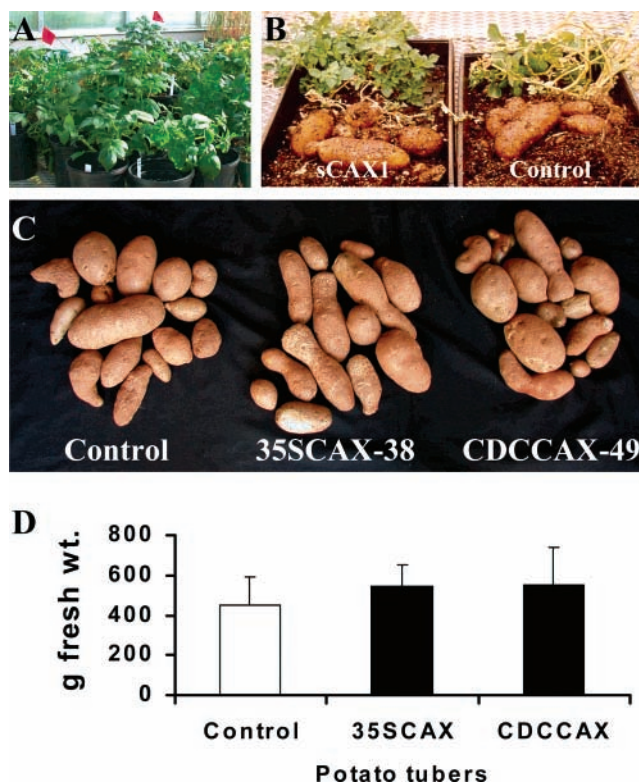 A
B
sCAX1
Control
C
Control
35SCAX-38
CDCCAX-49
D
g fresh wt.
800
600
400
200
0
Control
35SCAX
CDCCAX
Potato tubers